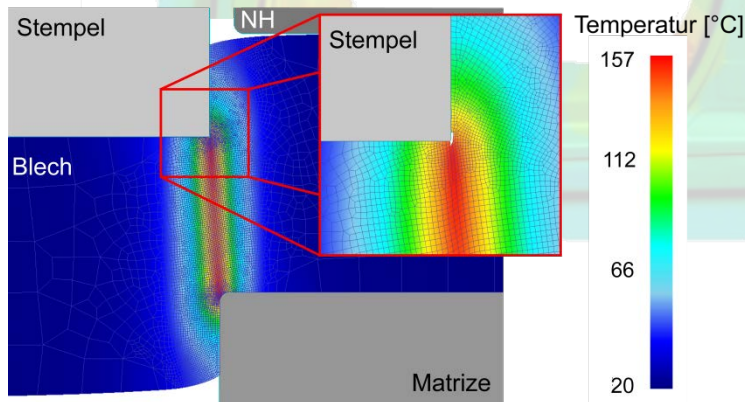 NH
Stempel
Stempel
Temperatur [°C]
157
Blech
112
66
Matrize
20